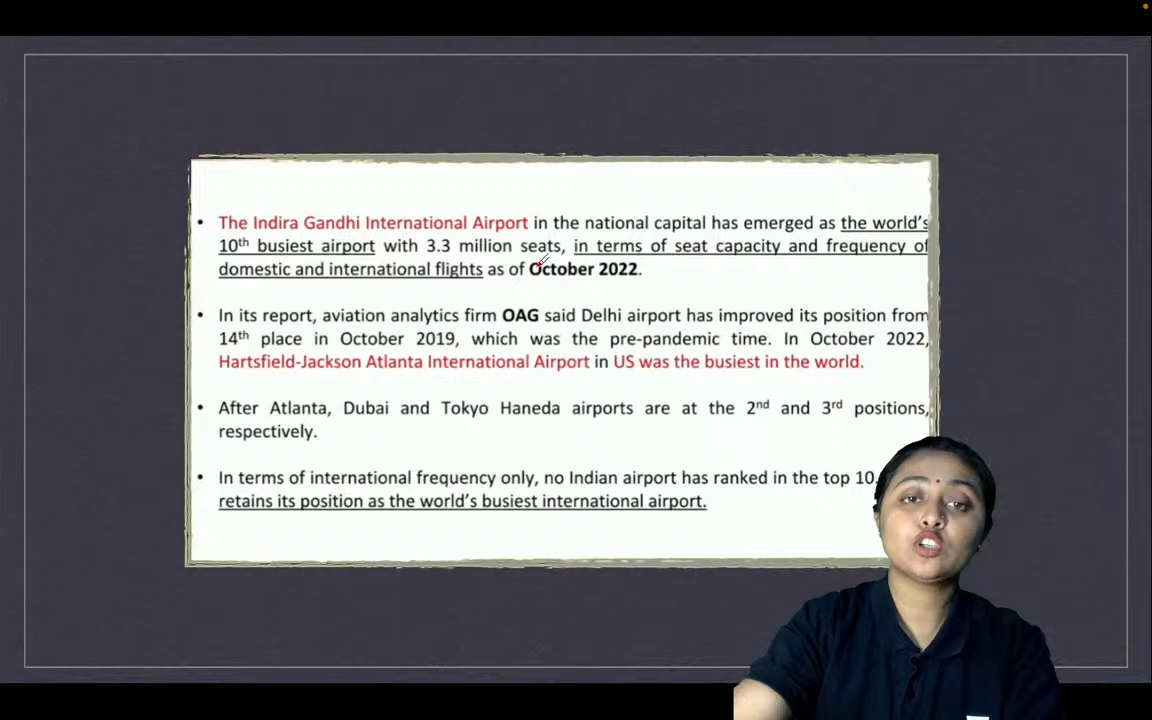 • The Indira Gandhi International Airport in the national capital has emerged as the world's
10th busiest airport with 3.3 million seats, in terms of seat capacity and frequency of
domestic and international flights as of October 2022.
• In its report, aviation analytics firm OAG said Delhi airport has improved its position from
14th place in October 2019, which was the pre-pandemic time. In October 2022,
Hartsfield-Jackson Atlanta International Airport in US was the busiest in the world.
• After Atlanta, Dubai and Tokyo Haneda airports are at the 2nd and 3rd positions,
respectively.
• In terms of international frequency only, no Indian airport has ranked in the top 10.
retains its position as the world's busiest international airport.